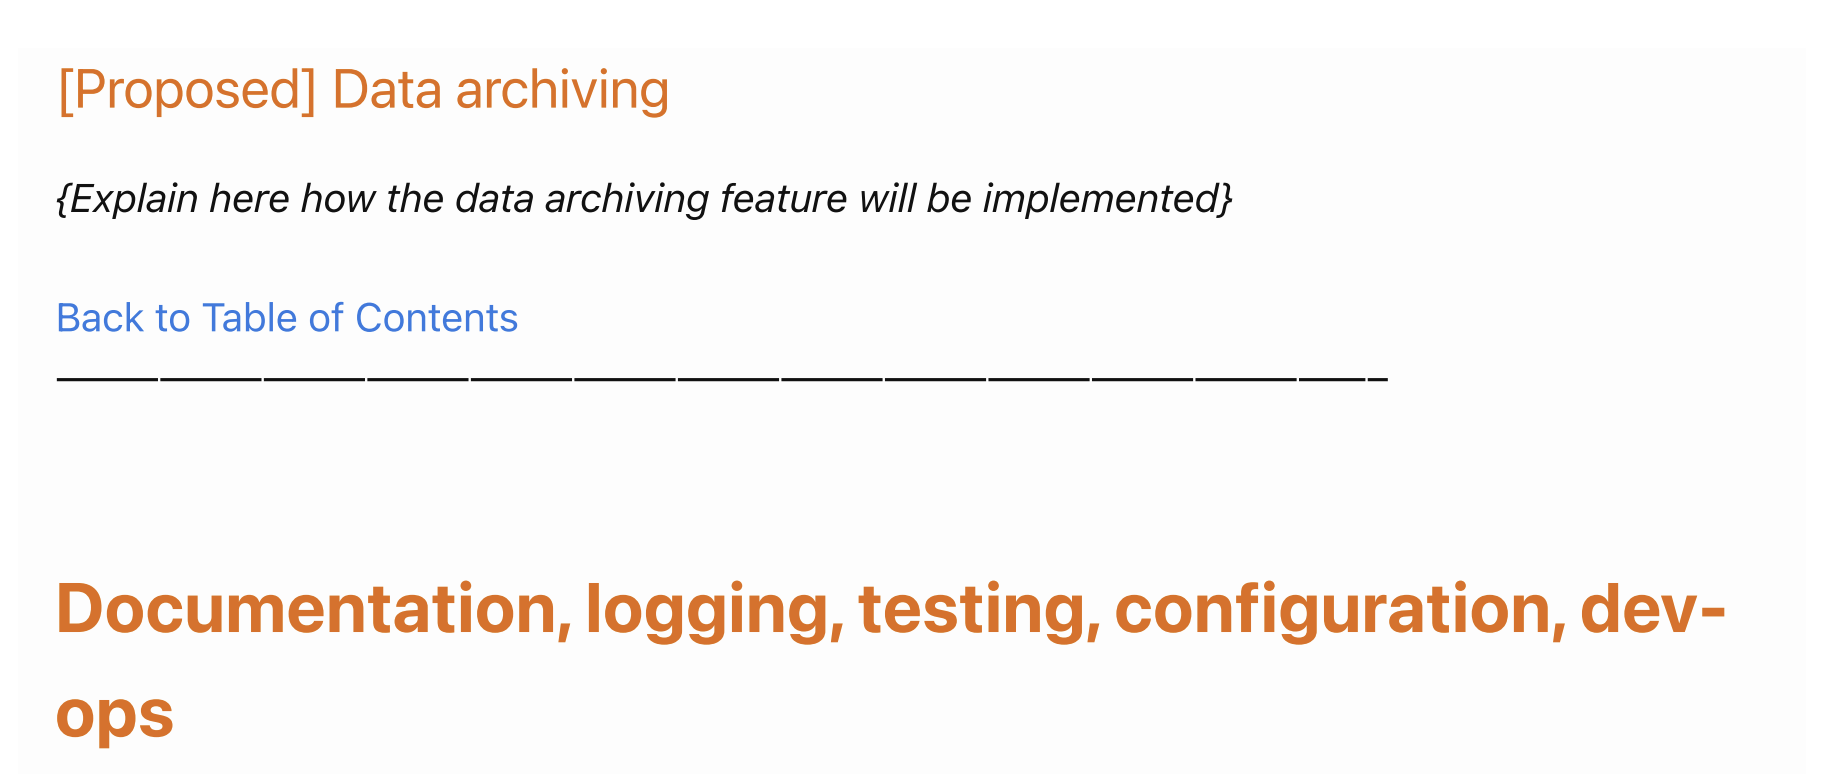 [Proposed] Data archiving
{Explain here how the data archiving feature will be implemented}
Back to Table of Contents
—————————————————————————————————————–
Documentation, logging, testing, configuration, dev-
ops